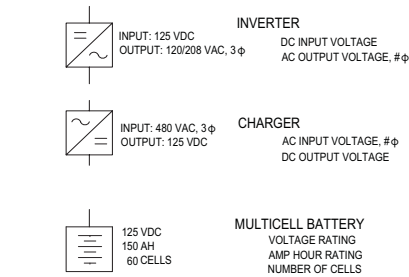 INVERTER
INPUT: 125 VDC
OUTPUT: 120/208 VAC, 3 ϕ
DC INPUT VOLTAGE
AC OUTPUT VOLTAGE, #ϕ
CHARGER
INPUT: 480 VAC, 3 ϕ
OUTPUT: 125 VDC
AC INPUT VOLTAGE, #ϕ
DC OUTPUT VOLTAGE
MULTICELL BATTERY
125 VDC
150 AH
60 CELLS
VOLTAGE RATING
AMP HOUR RATING
NUMBER OF CELLS